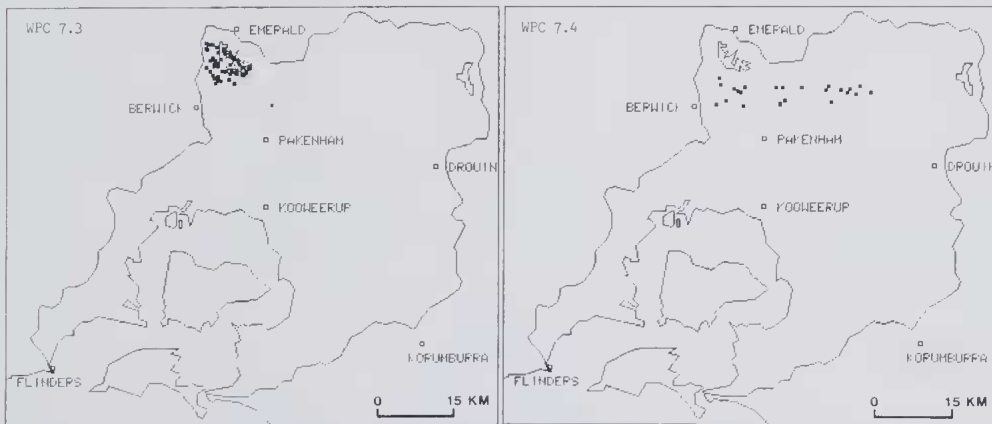 WPC 7.3
EMERALD
BERWICK
PAKENHAM
DROUIN
KOOWEERUP
KORUMBURRA
FLINDERS
0 15 KM
WPC 7.4
EMERALD
BERWICK
PAKENHAM
DROUIN
KOOWEERUP
KORUMBURRA
FLINDERS
0 15 KM